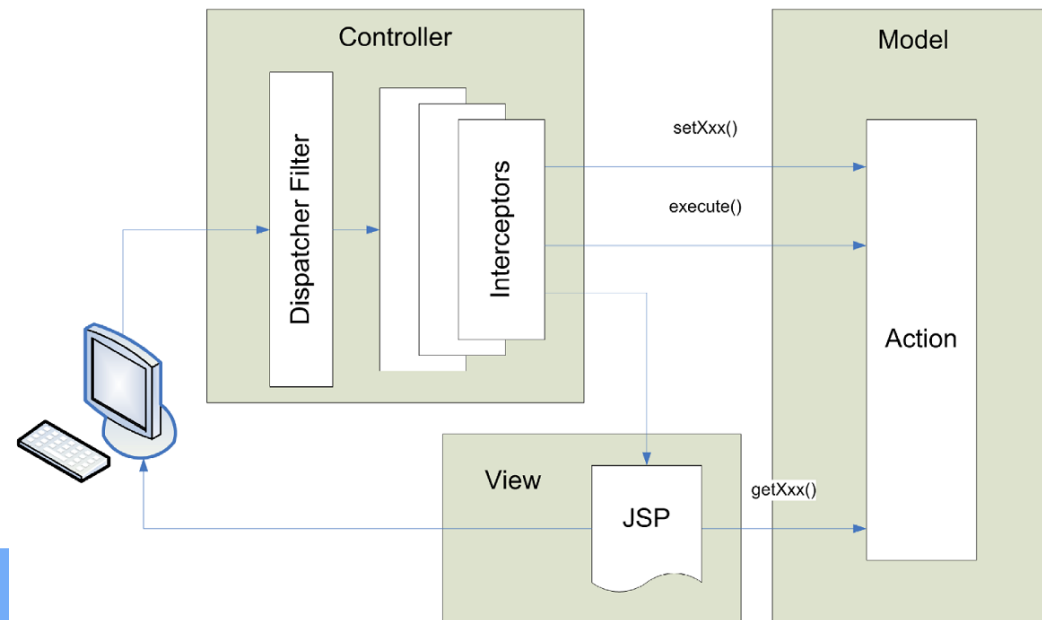 Controller
Model
Dispatcher Filter
Interceptors
setXxx()
execute()
Action
View
JSP
getXxx()